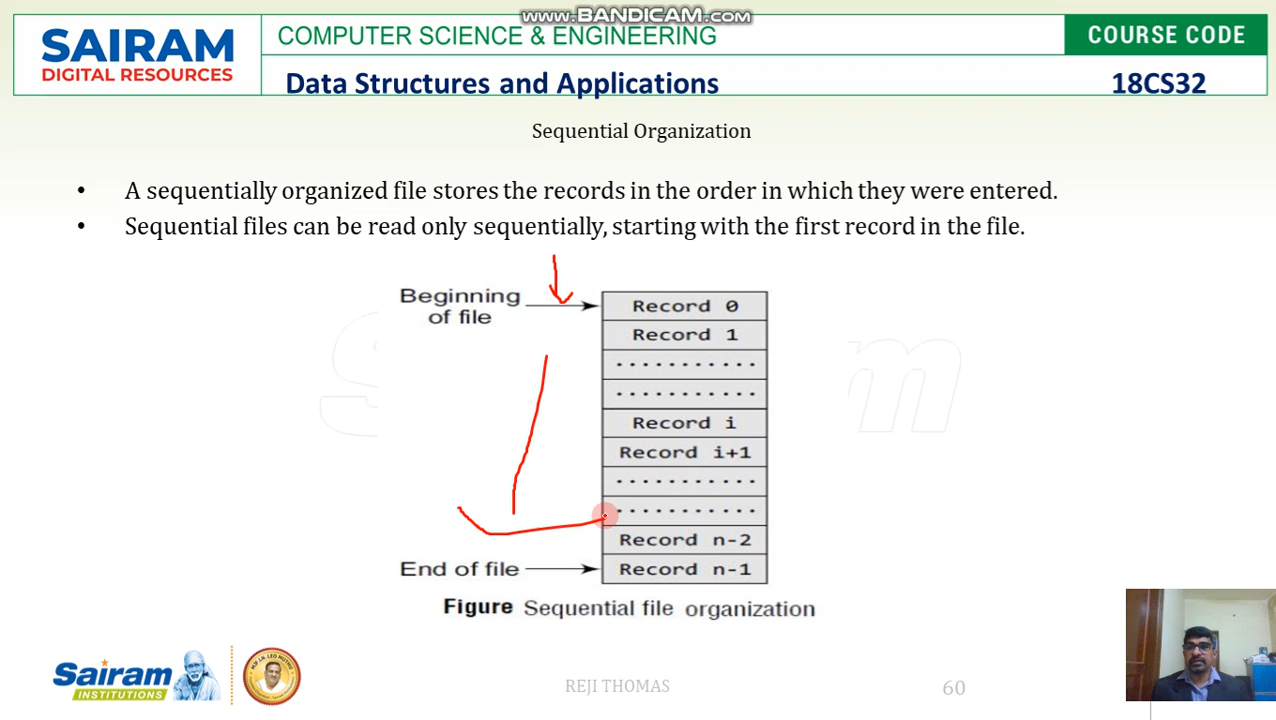 www.BANDICAM.com
SAIRAM
DIGITAL RESOURCES
COMPUTER SCIENCE & ENGINEERING
COURSE CODE
Data Structures and Applications
18CS32
Sequential Organization
• A sequentially organized file stores the records in the order in which they were entered.
• Sequential files can be read only sequentially, starting with the first record in the file.
Beginning
of file
Record 0
Record 1
...........
...........
Record i
Record i+1
...........
...........
Record n-2
End of file
Record n-1
Figure Sequential file organization
Sairam
INSTITUTIONS
REJI THOMAS
60